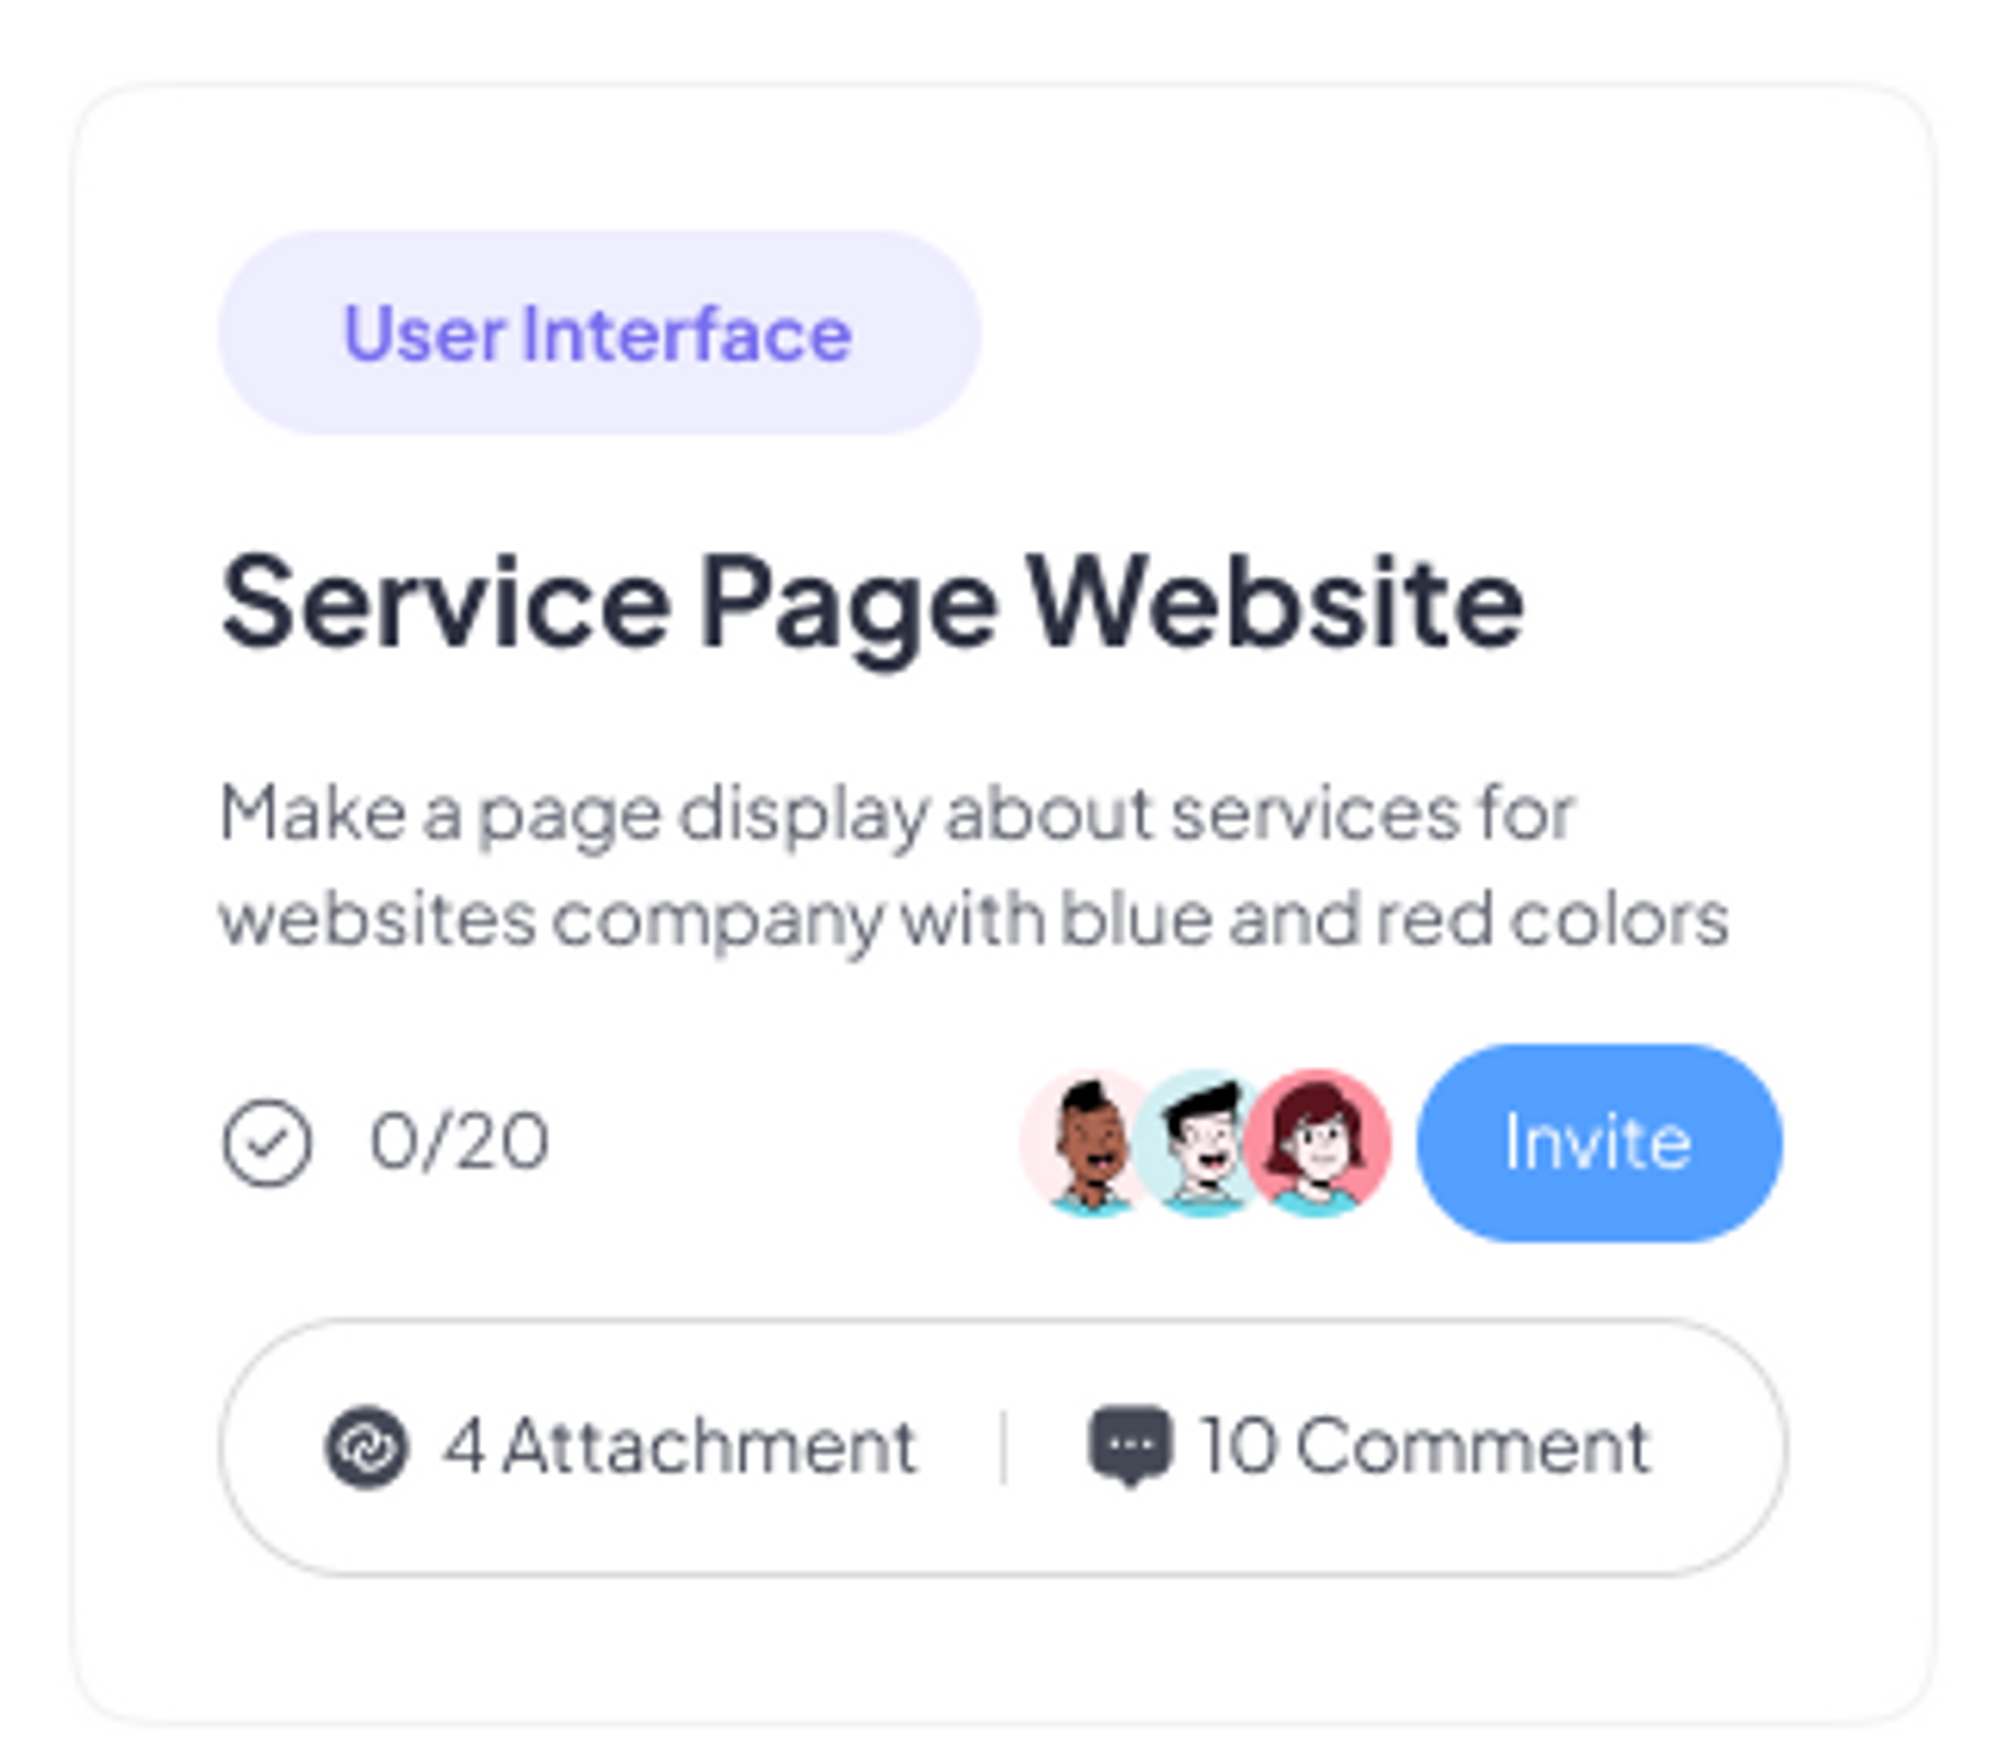 User Interface
Service Page Website
Make a page display about services for
websites company with blue and red colors
0/20
Invite
4 Attachment
10 Comment